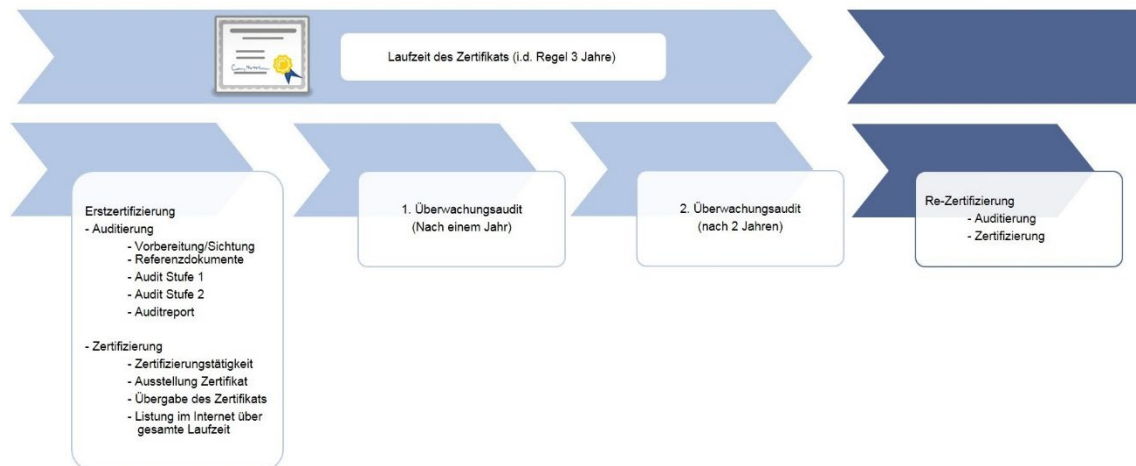 Laufzeit des Zertifikats (i.d. Regel 3 Jahre)
Erstzertifizierung
- Auditierung
- Vorbereitung/Sichtung
- Referenzdokumente
- Audit Stufe 1
- Audit Stufe 2
- Auditreport
- Zertifizierung
- Zertifizierungstätigkeit
- Ausstellung Zertifikat
- Übergabe des Zertifikats
- Listung im Internet über
gesamte Laufzeit
1. Überwachungsaudit
(Nach einem Jahr)
2. Überwachungsaudit
(nach 2 Jahren)
Re-Zertifizierung
- Auditierung
- Zertifizierung